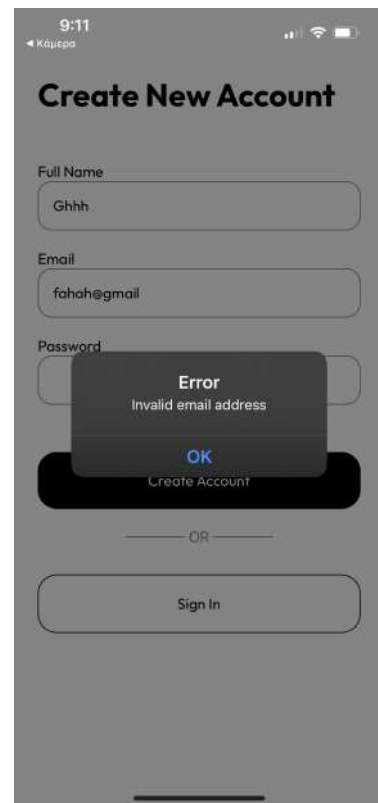 9:11
◀ Κάμερα
Create New Account
Full Name
Ghhh
Email
fahah@gmail
Password
Error
Invalid email address
OK
Create Account
OR
Sign In